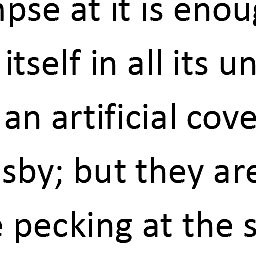 npse at it is enoug
itself in all its un
an artificial cove
sby; but they are
e pecking at the s